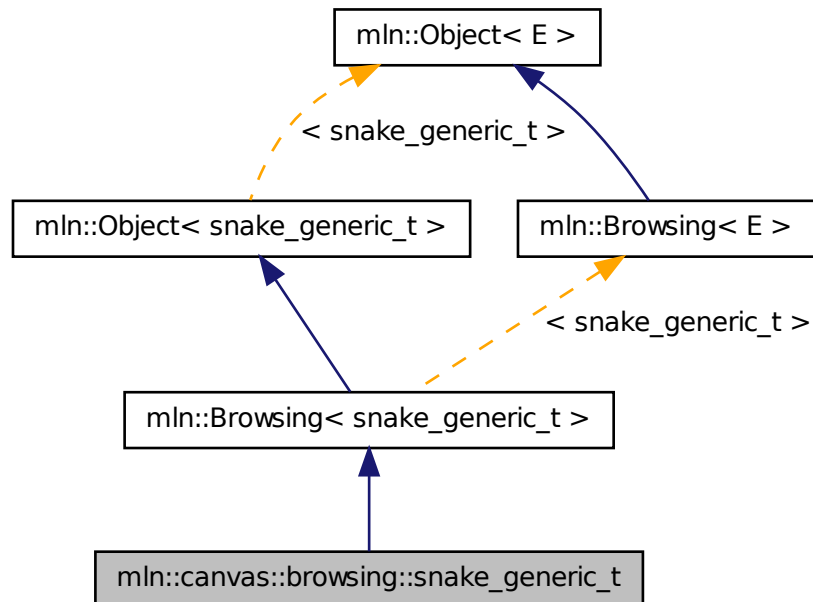 mln::Object< E >
< snake_generic_t >
mln::Object< snake_generic_t >
mln::Browsing< E >
< snake_generic_t >
mln::Browsing< snake_generic_t >
mln::canvas::browsing::snake_generic_t